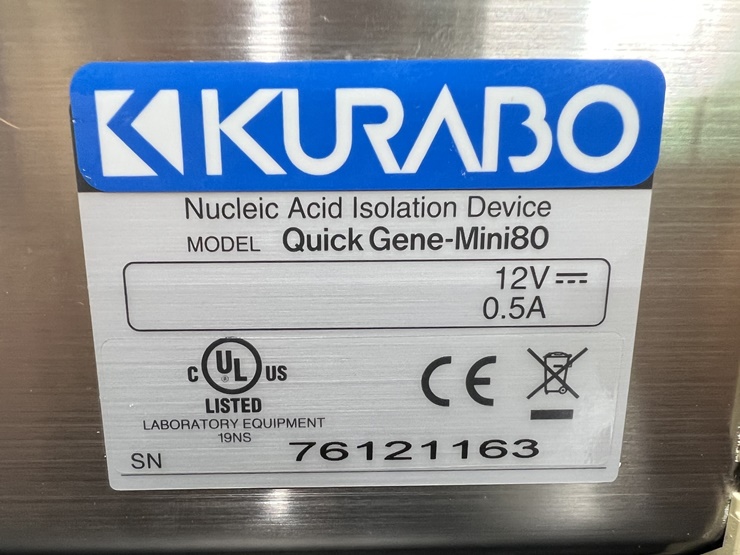 KURABO
Nucleic Acid Isolation Device
MODEL Quick Gene-Mini80
12V
0.5A
C UL US
®
LISTED
LABORATORY EQUIPMENT
19NS
CE
SN 76121163